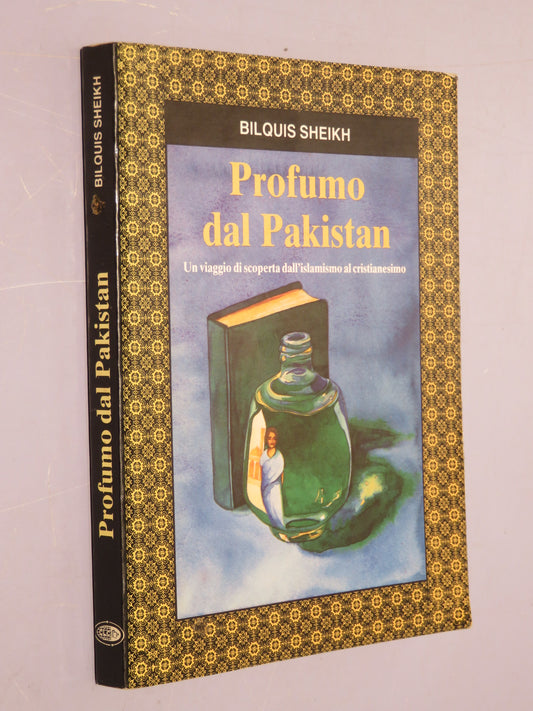 BILQUIS SHEIKH
Profumo
dal Pakistan
Un viaggio di scoperta dall'islamismo al cristianesimo
BILQUIS SHEIKH
Profumo dal Pakistan